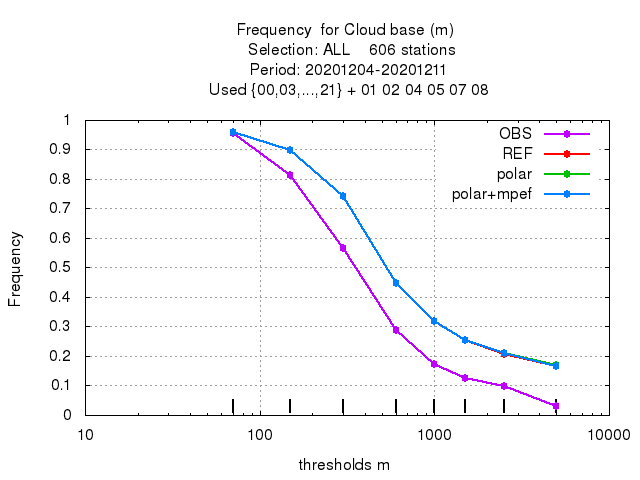 Frequency  for Cloud base (m)
Selection: ALL    606 stations
Period: 20201204-20201211
Used {00,03,...,21} + 01 02 04 05 07 08
OBS
REF
polar
polar+mpef
1
0.9
0.8
0.7
0.6
0.5
0.4
0.3
0.2
0.1
0
Frequency
10
100
1000
10000
thresholds m